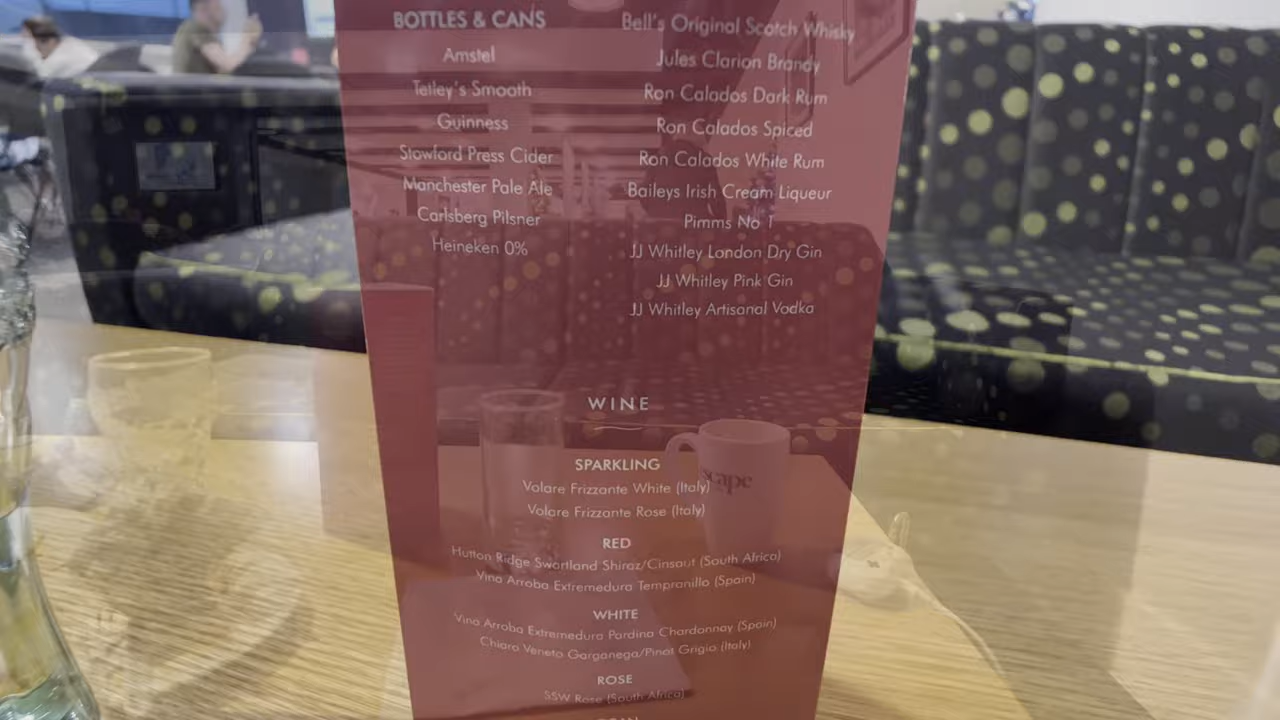 BOTTLES & CANS
Amstel
Tetley's Smooth
Guinness
Stowford Press Cider
Manchester Pale Ale
Carlsberg Pilsner
Heineken 0%
Bell's Original Scotch Whisky
Jules Clarion Brandy
Ron Calados Dark Rum
Ron Calados Spiced
Ron Calados White Rum
Baileys Irish Cream Liqueur
Pimms No 1
JJ Whitley London Dry Gin
JJ Whitley Pink Gin
JJ Whitley Artisanal Vodka
WINE
SPARKLING
Volare Frizzante White (Italy)
Volare Frizzante Rose (Italy)
RED
Hutton Ridge Swartland Shiraz/Cinsaut (South Africa)
Vino Arroba Extremedura Tempranillo (Spain)
WHITE
Vino Arroba Extremedura Pardina Chardonnay (Spain)
Chiaro Veneto Garganega/Pinot Grigio (Italy)
ROSE
SSW Rose (South Africa)
scape